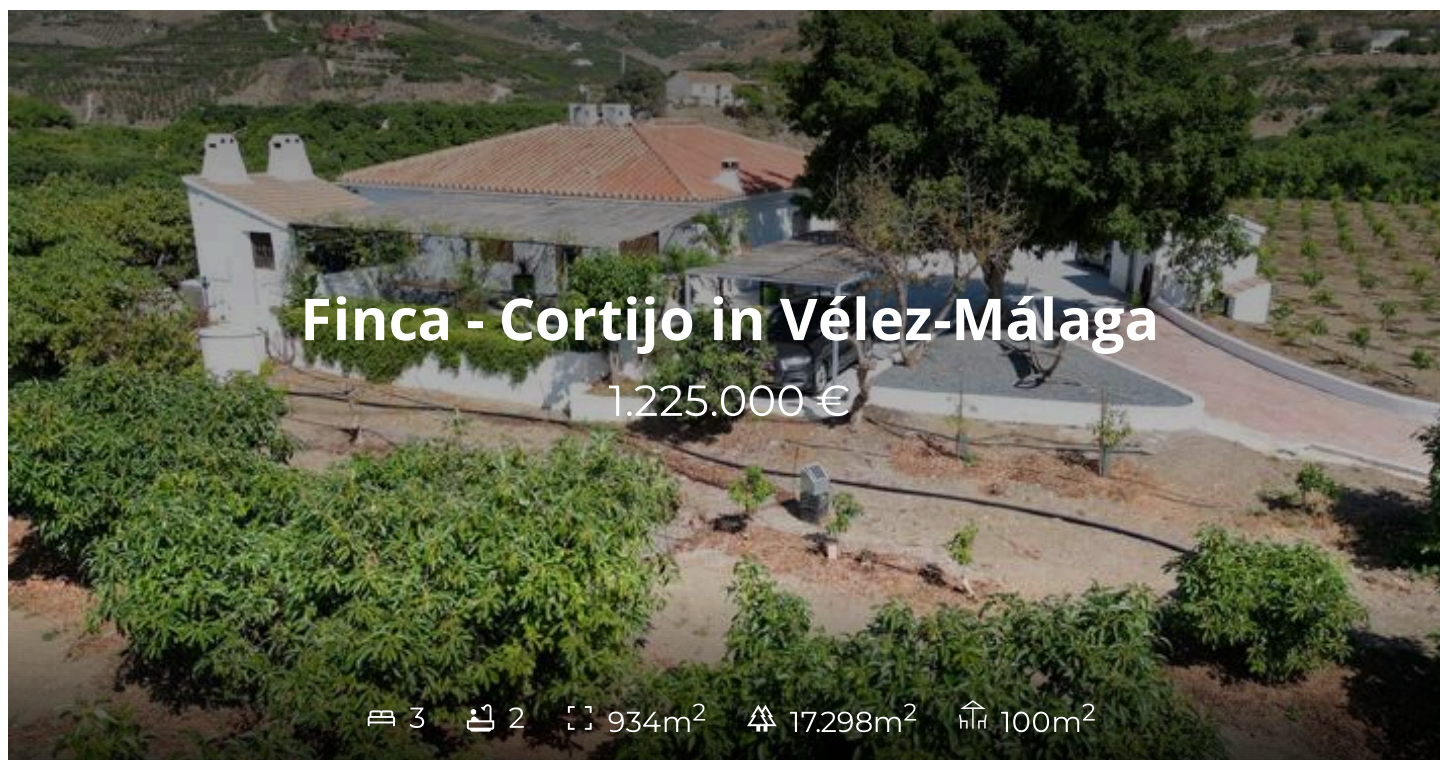 Finca - Cortijo in Vélez-Málaga
1.225.000 €
3 2 934m² 17.298m² 100m²